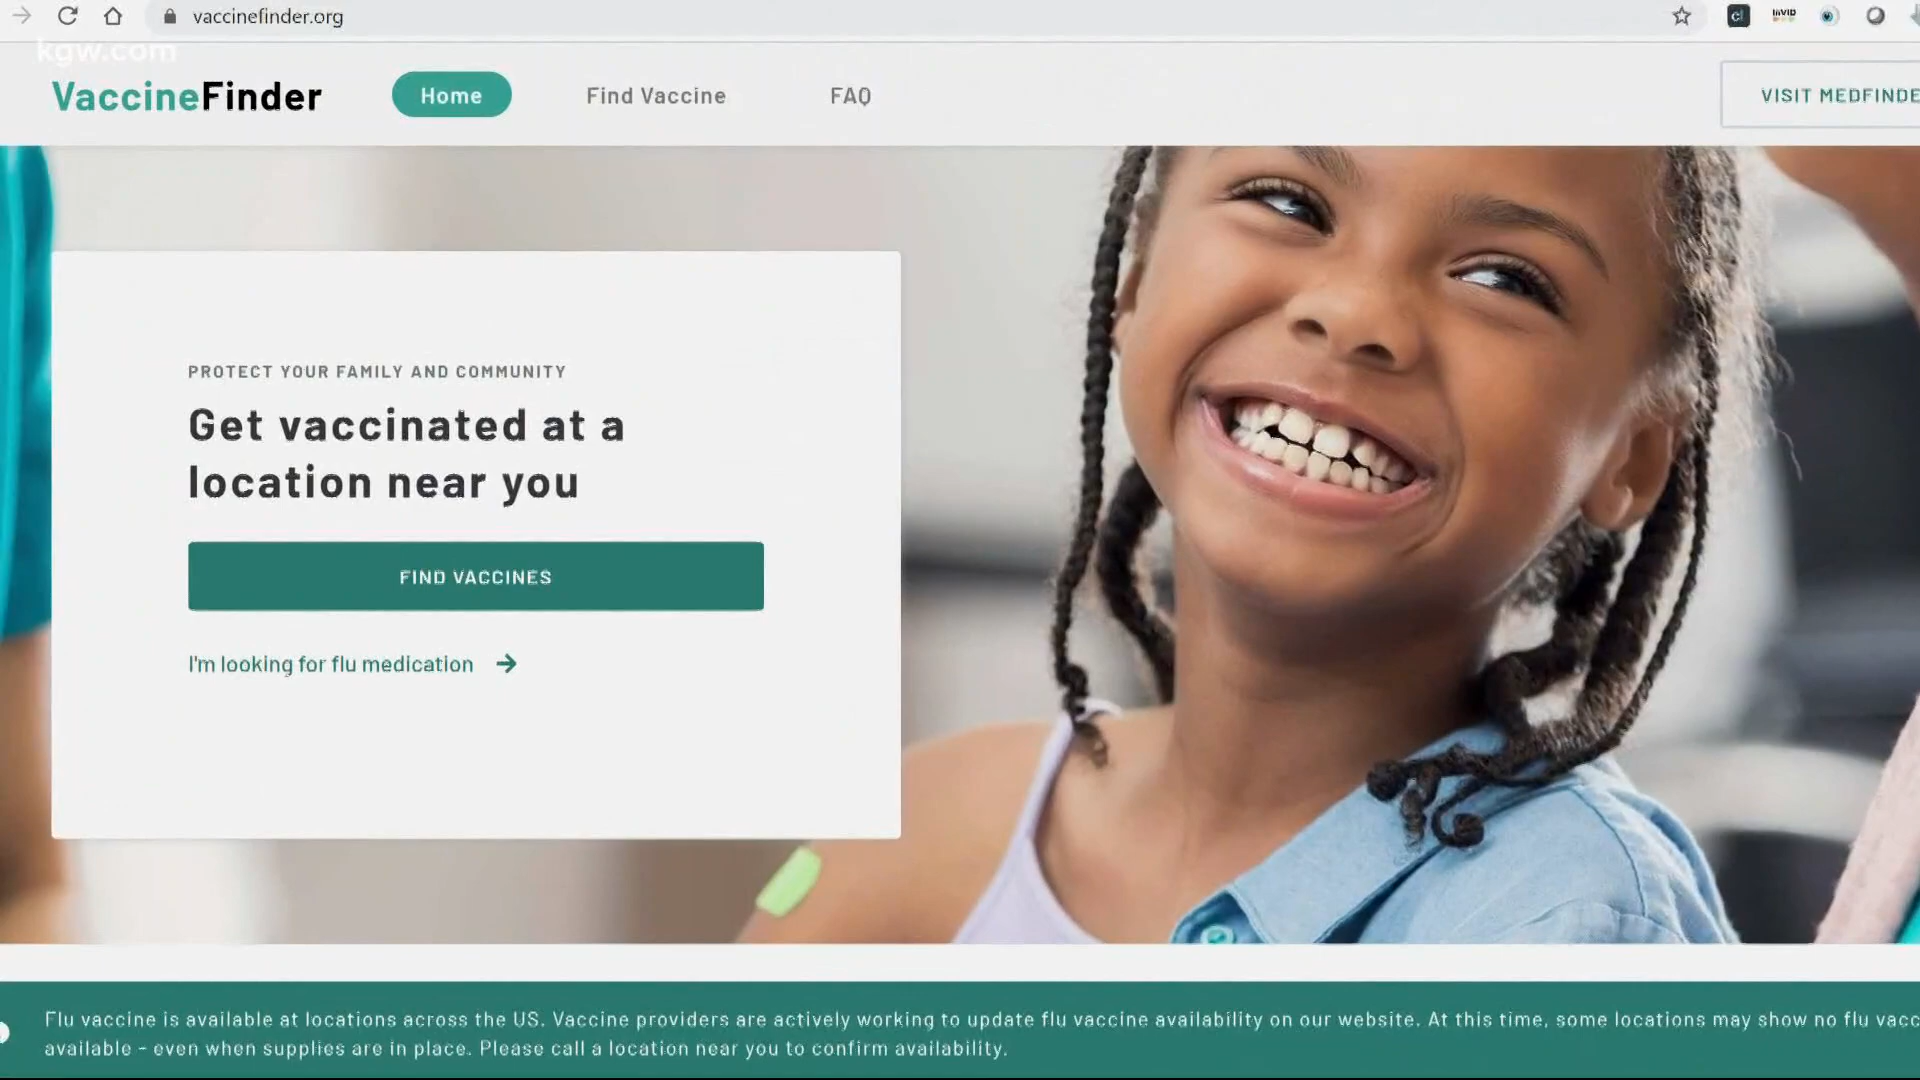 vaccinefinder.org
kgw.com
VaccineFinder
Home
Find Vaccine
FAQ
VISIT MEDFINDE
PROTECT YOUR FAMILY AND COMMUNITY
Get vaccinated at a
location near you
FIND VACCINES
I'm looking for flu medication
Flu vaccine is available at locations across the US. Vaccine providers are actively working to update flu vaccine availability on our website. At this time, some locations may show no flu vacc
available - even when supplies are in place. Please call a location near you to confirm availability.